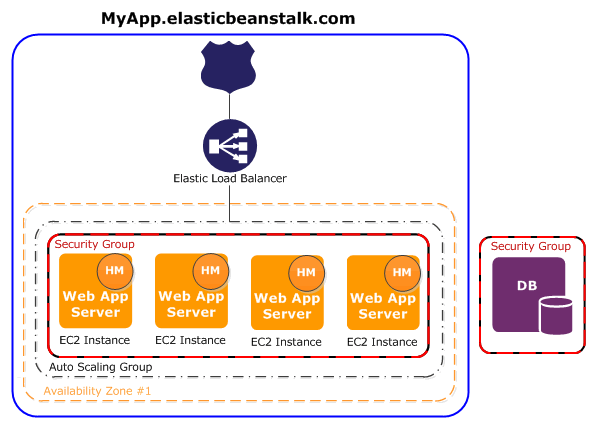 MyApp.elasticbeanstalk.com
Elastic Load Balancer
Security Group
HM
Web App
Server
EC2 Instance
HM
Web App
Server
EC2 Instance
HM
Web App
Server
EC2 Instance
HM
Web App
Server
EC2 Instance
Auto Scaling Group
Availability Zone #1
Security Group
DB